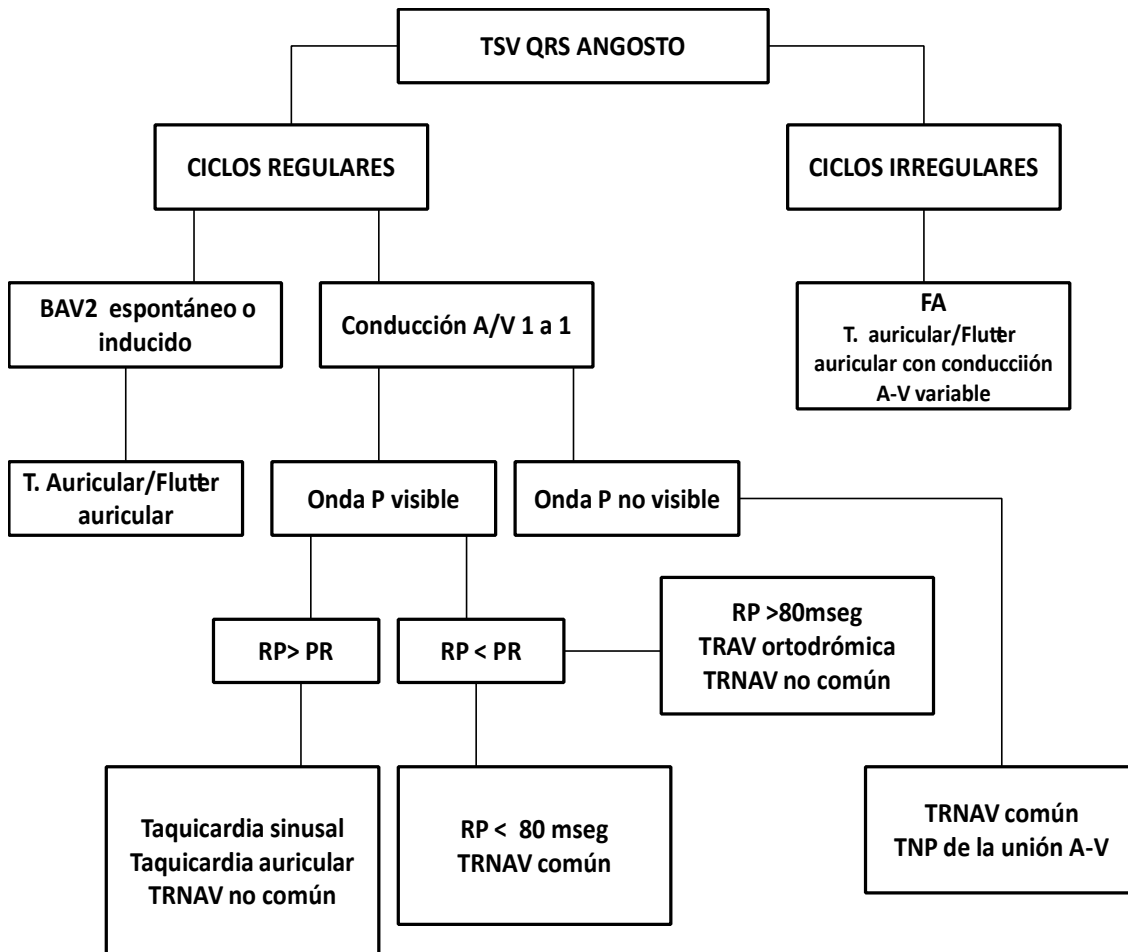 TSV QRS ANGOSTO
CICLOS REGULARES
CICLOS IRREGULARES
BAV2 espontáneo o
inducido
Conducción A/V 1 a 1
FA
T. auricular/Flutter
auricular con conducciión
A-V variable
T. Auricular/Flutter
auricular
Onda P visible
Onda P no visible
RP> PR
RP < PR
RP >80mseg
TRAV ortodrómica
TRNAV no común
Taquicardia sinusal
Taquicardia auricular
TRNAV no común
RP < 80 mseg
TRNAV común
TRNAV común
TNP de la unión A-V